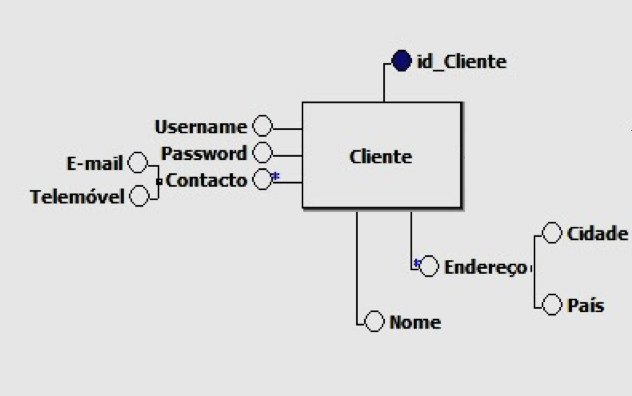 id_Cliente
Username
Password
Cliente
E-mail
Contacto *
Telemóvel
Cidade
* Endereço
País
Nome